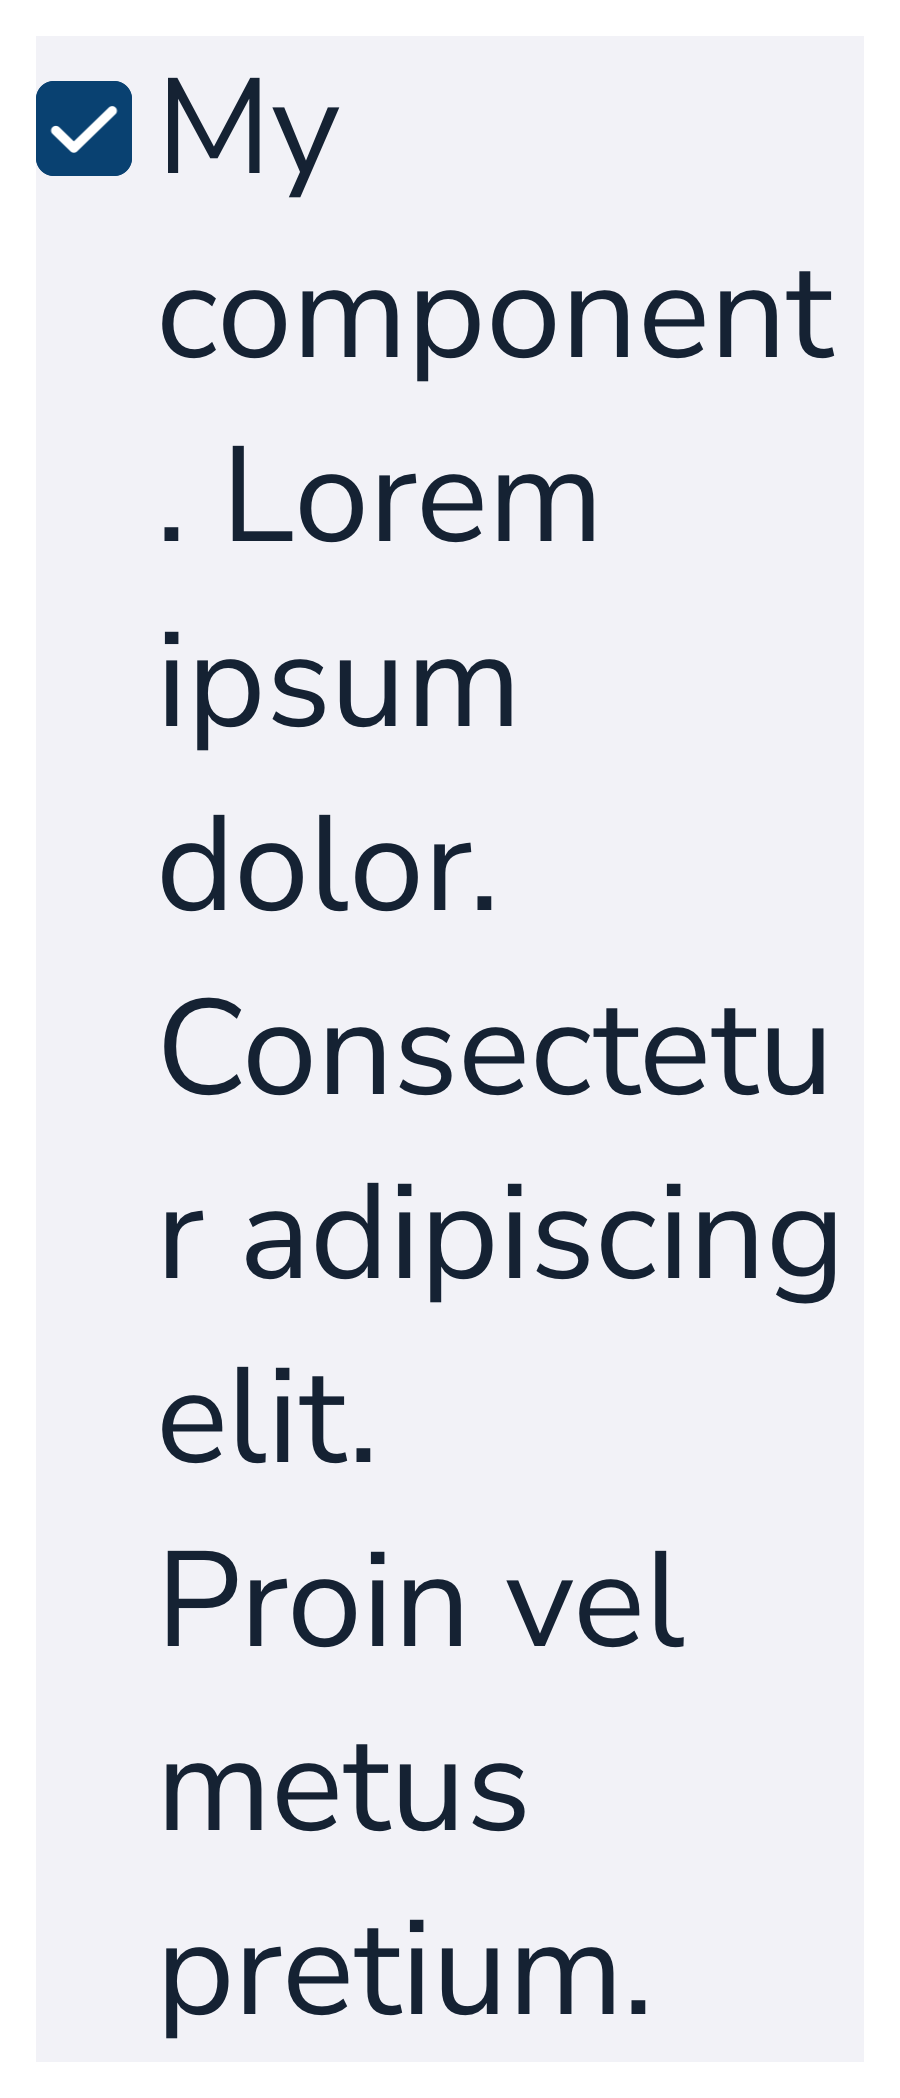 My
component
. Lorem
ipsum
dolor.
Consectetu
r adipiscing
elit.
Proin vel
metus
pretium.